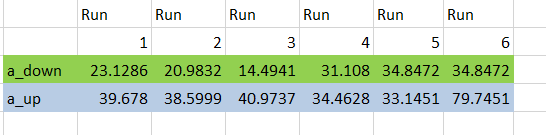 Run Run Run Run Run Run
1 2 3 4 5 6
a_down 23.1286 20.9832 14.4941 31.108 34.8472 34.8472
a_up 39.678 38.5999 40.9737 34.4628 33.1451 79.7451